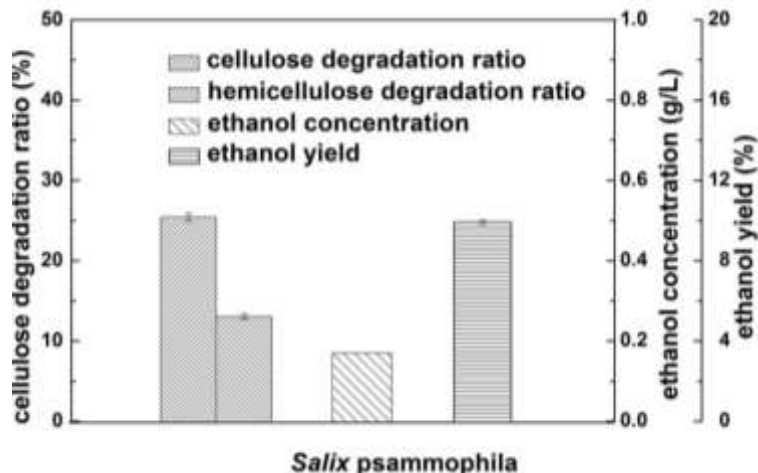 50
40
30
20
10
0
cellulose degradation ratio (%)
cellulose degradation ratio
hemicellulose degradation ratio
ethanol concentration
ethanol yield
1.0
0.8
0.6
0.4
0.2
0.0
ethanol concentration (g/L)
20
16
12
8
4
0
ethanol yield (%)
Salix psammophila